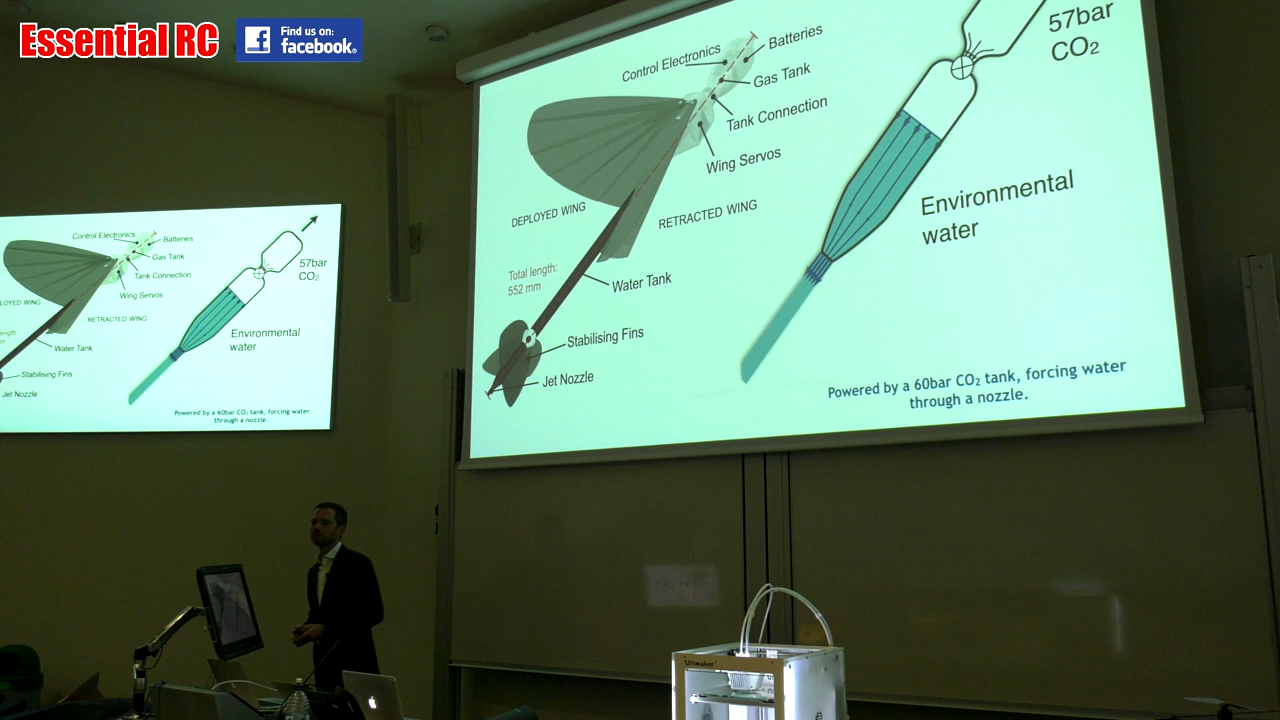 Essential RC
Find us on:
facebook.
Control Electronics
Batteries
Gas Tank
Tank Connection
Wing Servos
DEPLOYED WING
RETRACTED WING
Total length:
552 mm
Water Tank
Stabilising Fins
Jet Nozzle
57bar
CO₂
Environmental
water
Powered by a 60bar CO₂ tank, forcing water
through a nozzle.
Control Electronics
Batteries
Gas Tank
Tank Connection
Wing Servos
LOYED WING
RETRACTED WING
ength:
Water Tank
Stabilising Fins
Jet Nozzle
57bar
CO₂
Environmental
water
Powered by a 60bar CO₂ tank, forcing water
through a nozzle.
Ultimaker